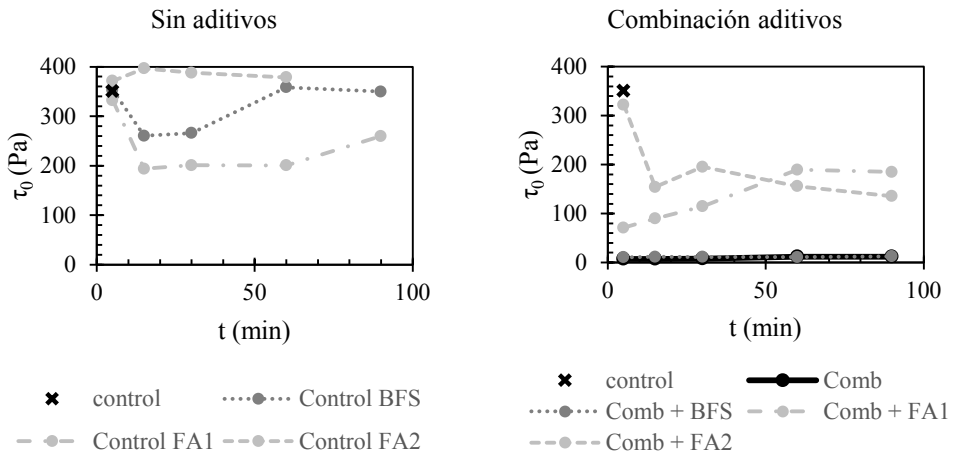 Sin aditivos
400
300
200
100
0
τ0 (Pa)
0 50 100
t (min)
control Control BFS
Control FA1 Control FA2
Combinación aditivos
400
300
200
100
0
τ0 (Pa)
0 50 100
t (min)
control Comb
Comb + BFS Comb + FA1
Comb + FA2